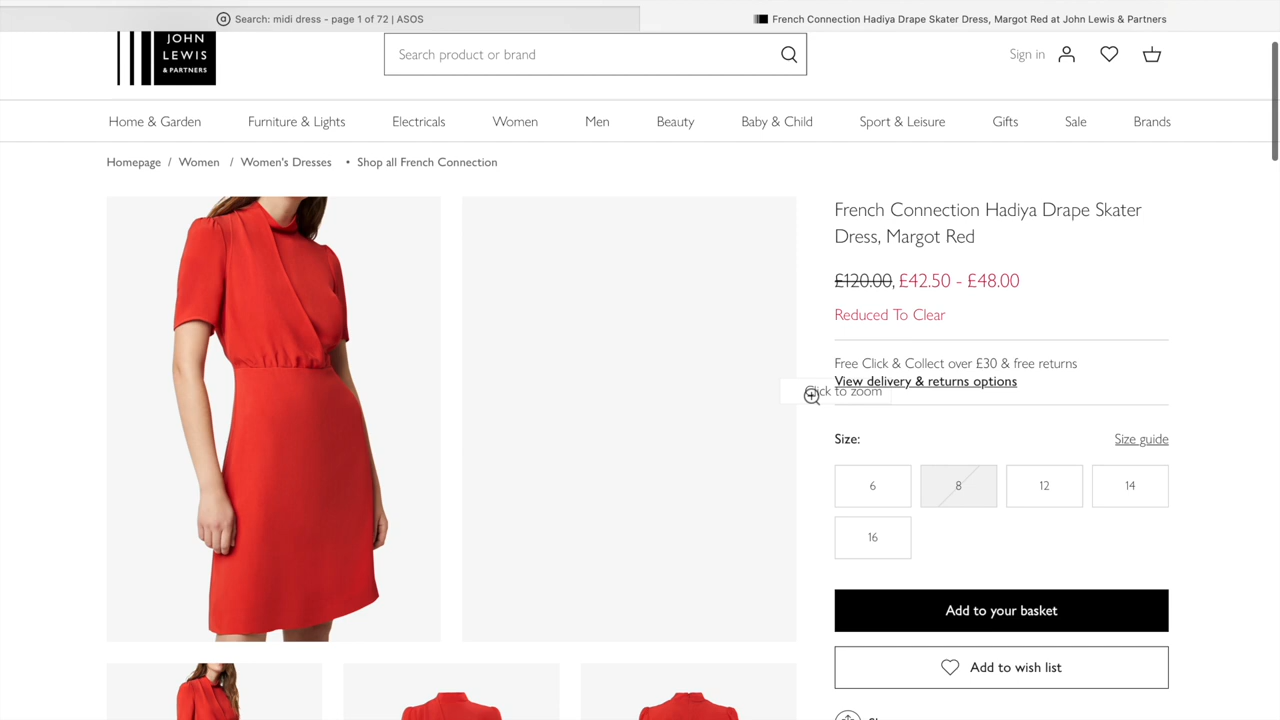 Search: midi dress - page 1 of 72 | ASOS
French Connection Hadiya Drape Skater Dress, Margot Red at John Lewis & Partners
JOHN
LEWIS
& PARTNERS
Search product or brand
Sign in
Home & Garden
Furniture & Lights
Electricals
Women
Men
Beauty
Baby & Child
Sport & Leisure
Gifts
Sale
Brands
Homepage / Women / Women's Dresses • Shop all French Connection
French Connection Hadiya Drape Skater
Dress, Margot Red
£120.00, £42.50 - £48.00
Reduced To Clear
Free Click & Collect over £30 & free returns
View delivery & returns options
Click to zoom
Size:
Size guide
6
8
12
14
16
Add to your basket
Add to wish list